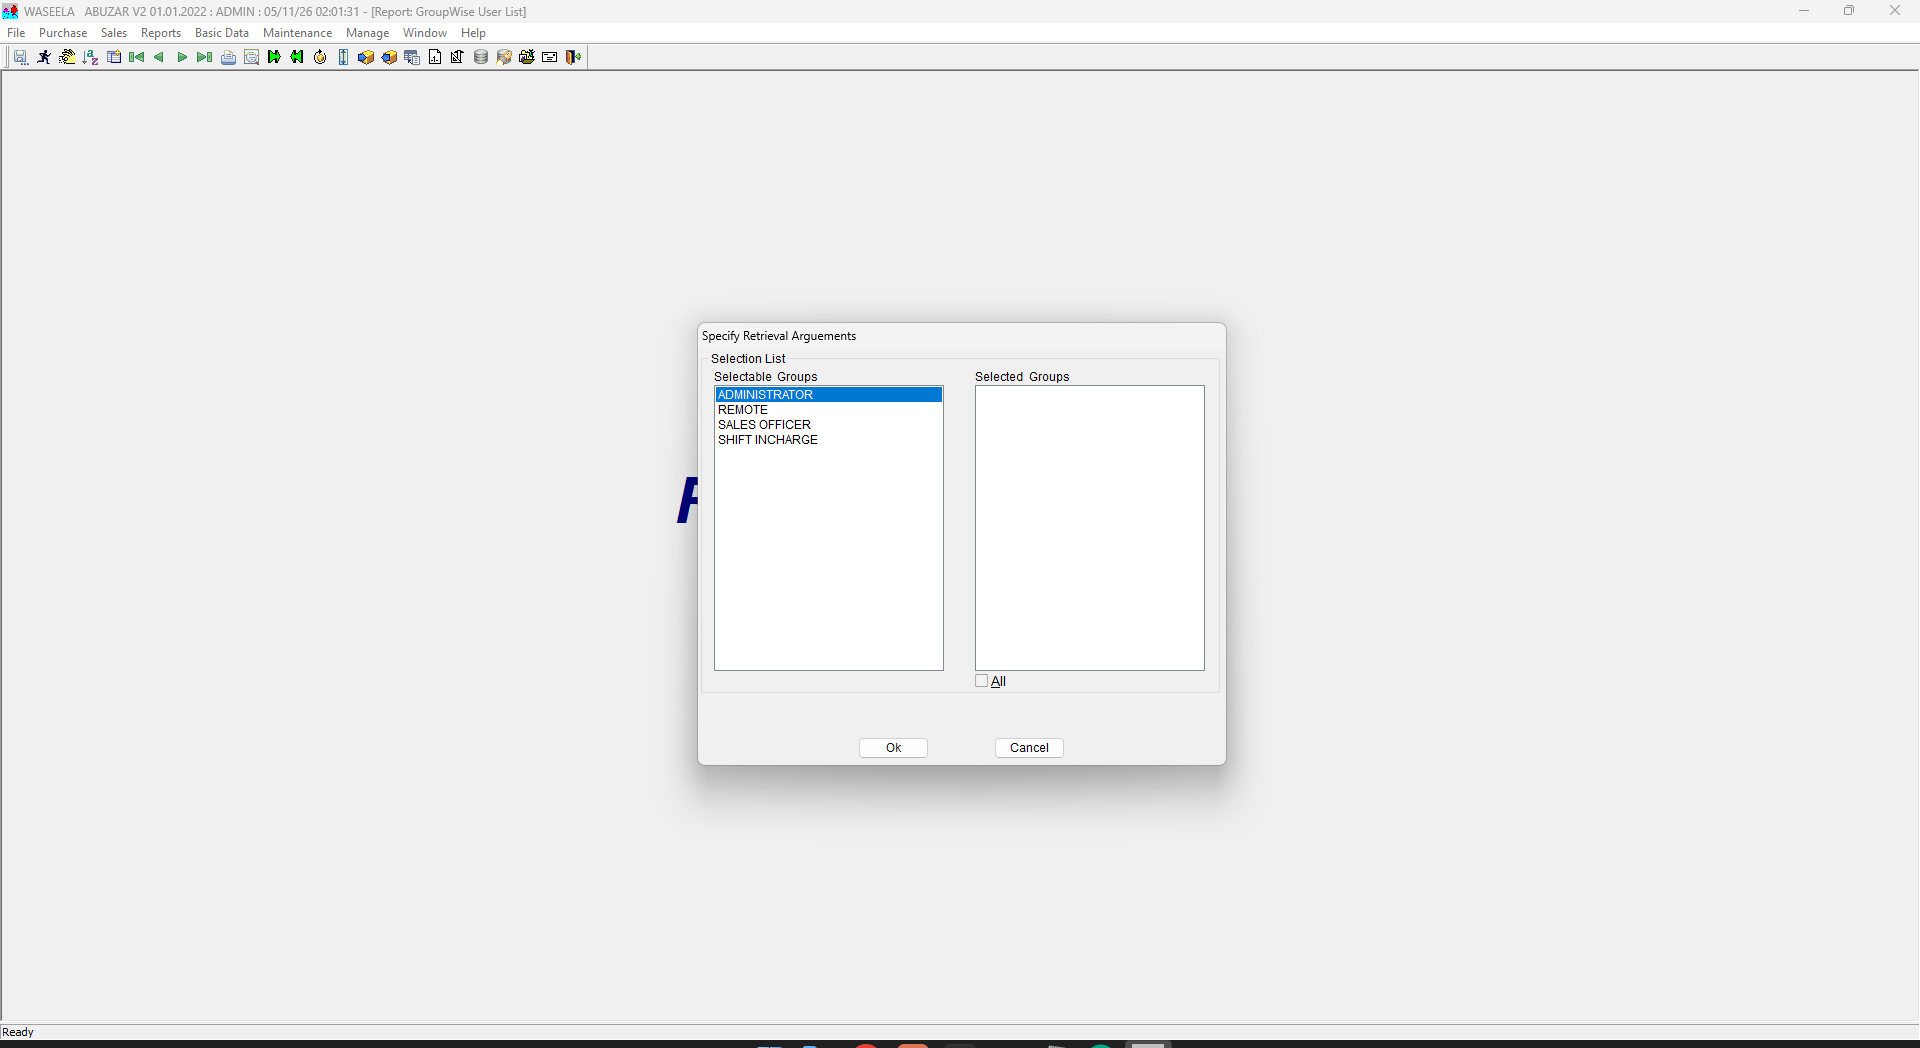 WASEELA   ABUZAR V2 01.01.2022 : ADMIN : 05/11/26 02:01:31 - [Report: GroupWise User List]
File Purchase Sales Reports Basic Data Maintenance Manage Window Help
Specify Retrieval Arguements
Selection List
Selectable Groups
ADMINISTRATOR
REMOTE
SALES OFFICER
SHIFT INCHARGE
Selected Groups
All
Ok
Cancel
Ready